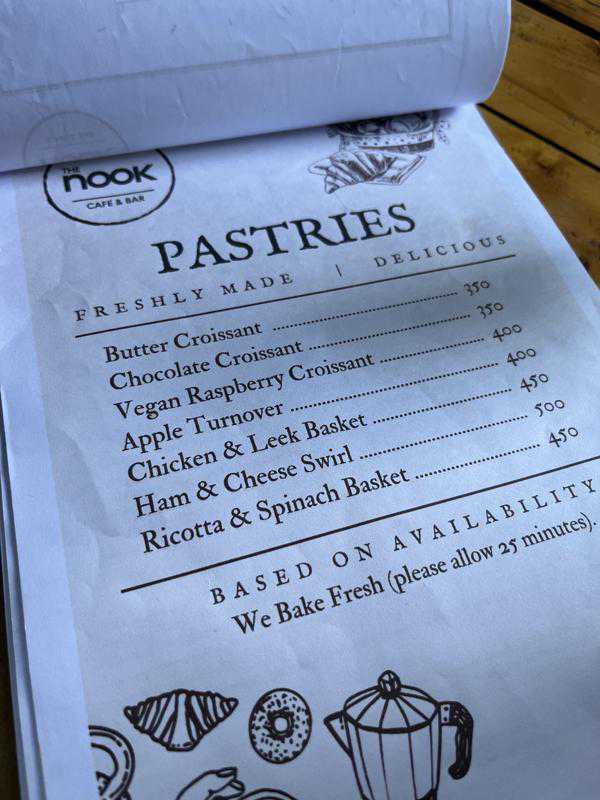 THE
nook
CAFE & BAR
PASTRIES
FRESHLY MADE | DELICIOUS
Butter Croissant ........................ 350
Chocolate Croissant ........................ 350
Vegan Raspberry Croissant ........................ 400
Apple Turnover ........................ 400
Chicken & Leek Basket ........................ 450
Ham & Cheese Swirl ........................ 500
Ricotta & Spinach Basket ........................ 450
BASED ON AVAILABILITY
We Bake Fresh (please allow 25 minutes).